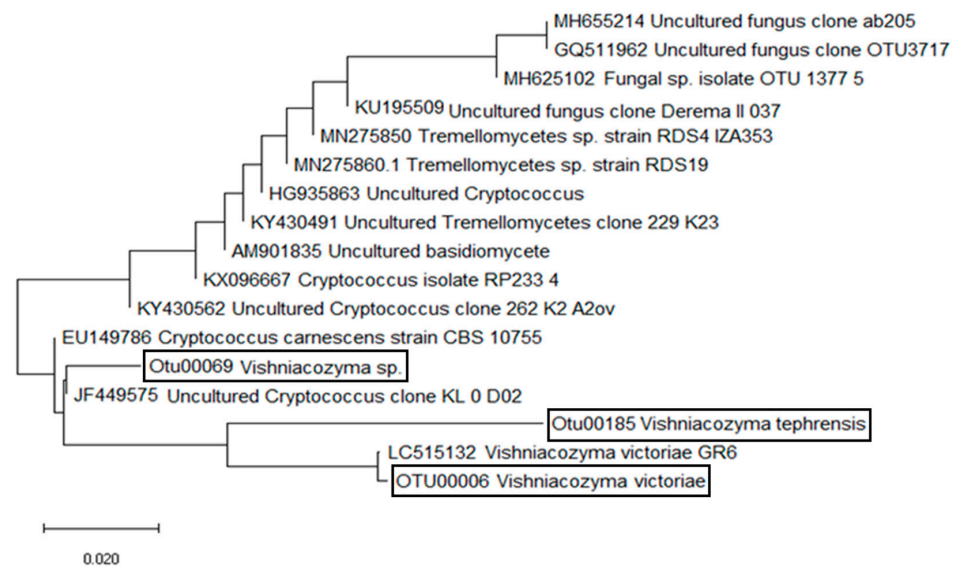 MH655214 Uncultured fungus clone ab205
GQ511962 Uncultured fungus clone OTU3717
MH625102 Fungal sp. isolate OTU 1377 5
KU195509 Uncultured fungus clone Derema II 037
MN275850 Tremellomycetes sp. strain RDS4 IZA353
MN275860.1 Tremellomycetes sp. strain RDS19
HG935863 Uncultured Cryptococcus
KY430491 Uncultured Tremellomycetes clone 229 K23
AM901835 Uncultured basidiomycete
KX096667 Cryptococcus isolate RP233 4
KY430562 Uncultured Cryptococcus clone 262 K2 A2ov
EU149786 Cryptococcus carnescens strain CBS 10755
Otu00069 Vishniacozyma sp.
JF449575 Uncultured Cryptococcus clone KL 0 D02
Otu00185 Vishniacozyma tephrensis
LC515132 Vishniacozyma victoriae GR6
OTU00006 Vishniacozyma victoriae
0.020